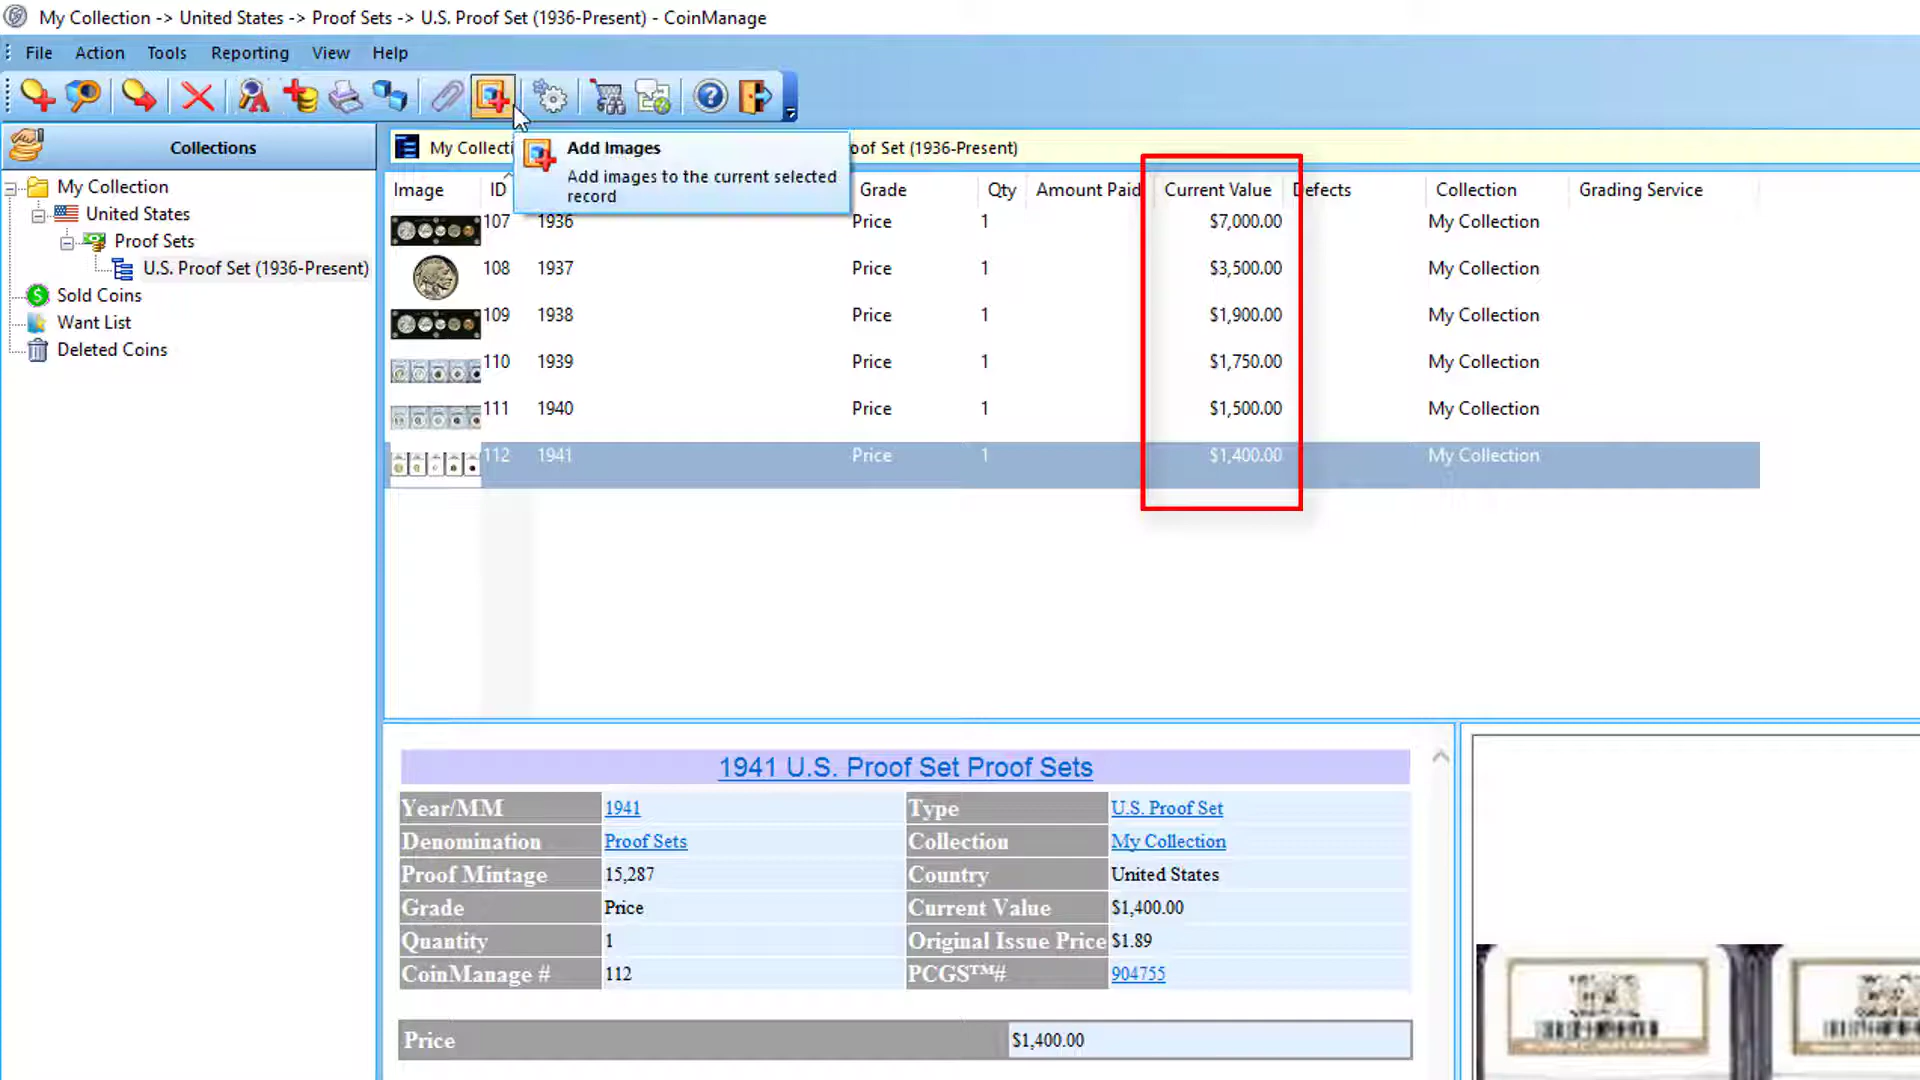 My Collection -> United States -> Proof Sets -> U.S. Proof Set (1936-Present) - CoinManage
File Action Tools Reporting View Help
Collections
My Collecti
oof Set (1936-Present)
Add Images
Add images to the current selected
record
My Collection
United States
Proof Sets
U.S. Proof Set (1936-Present)
Sold Coins
Want List
Deleted Coins
Image ID Grade Qty Amount Paid Current Value Defects Collection Grading Service
107 1936 Price 1 $7,000.00 My Collection
108 1937 Price 1 $3,500.00 My Collection
109 1938 Price 1 $1,900.00 My Collection
110 1939 Price 1 $1,750.00 My Collection
111 1940 Price 1 $1,500.00 My Collection
112 1941 Price 1 $1,400.00 My Collection
1941 U.S. Proof Set Proof Sets
Year/MM 1941 Type U.S. Proof Set
Denomination Proof Sets Collection My Collection
Proof Mintage 15,287 Country United States
Grade Price Current Value $1,400.00
Quantity 1 Original Issue Price $1.89
CoinManage # 112 PCGS™# 904755
Price $1,400.00